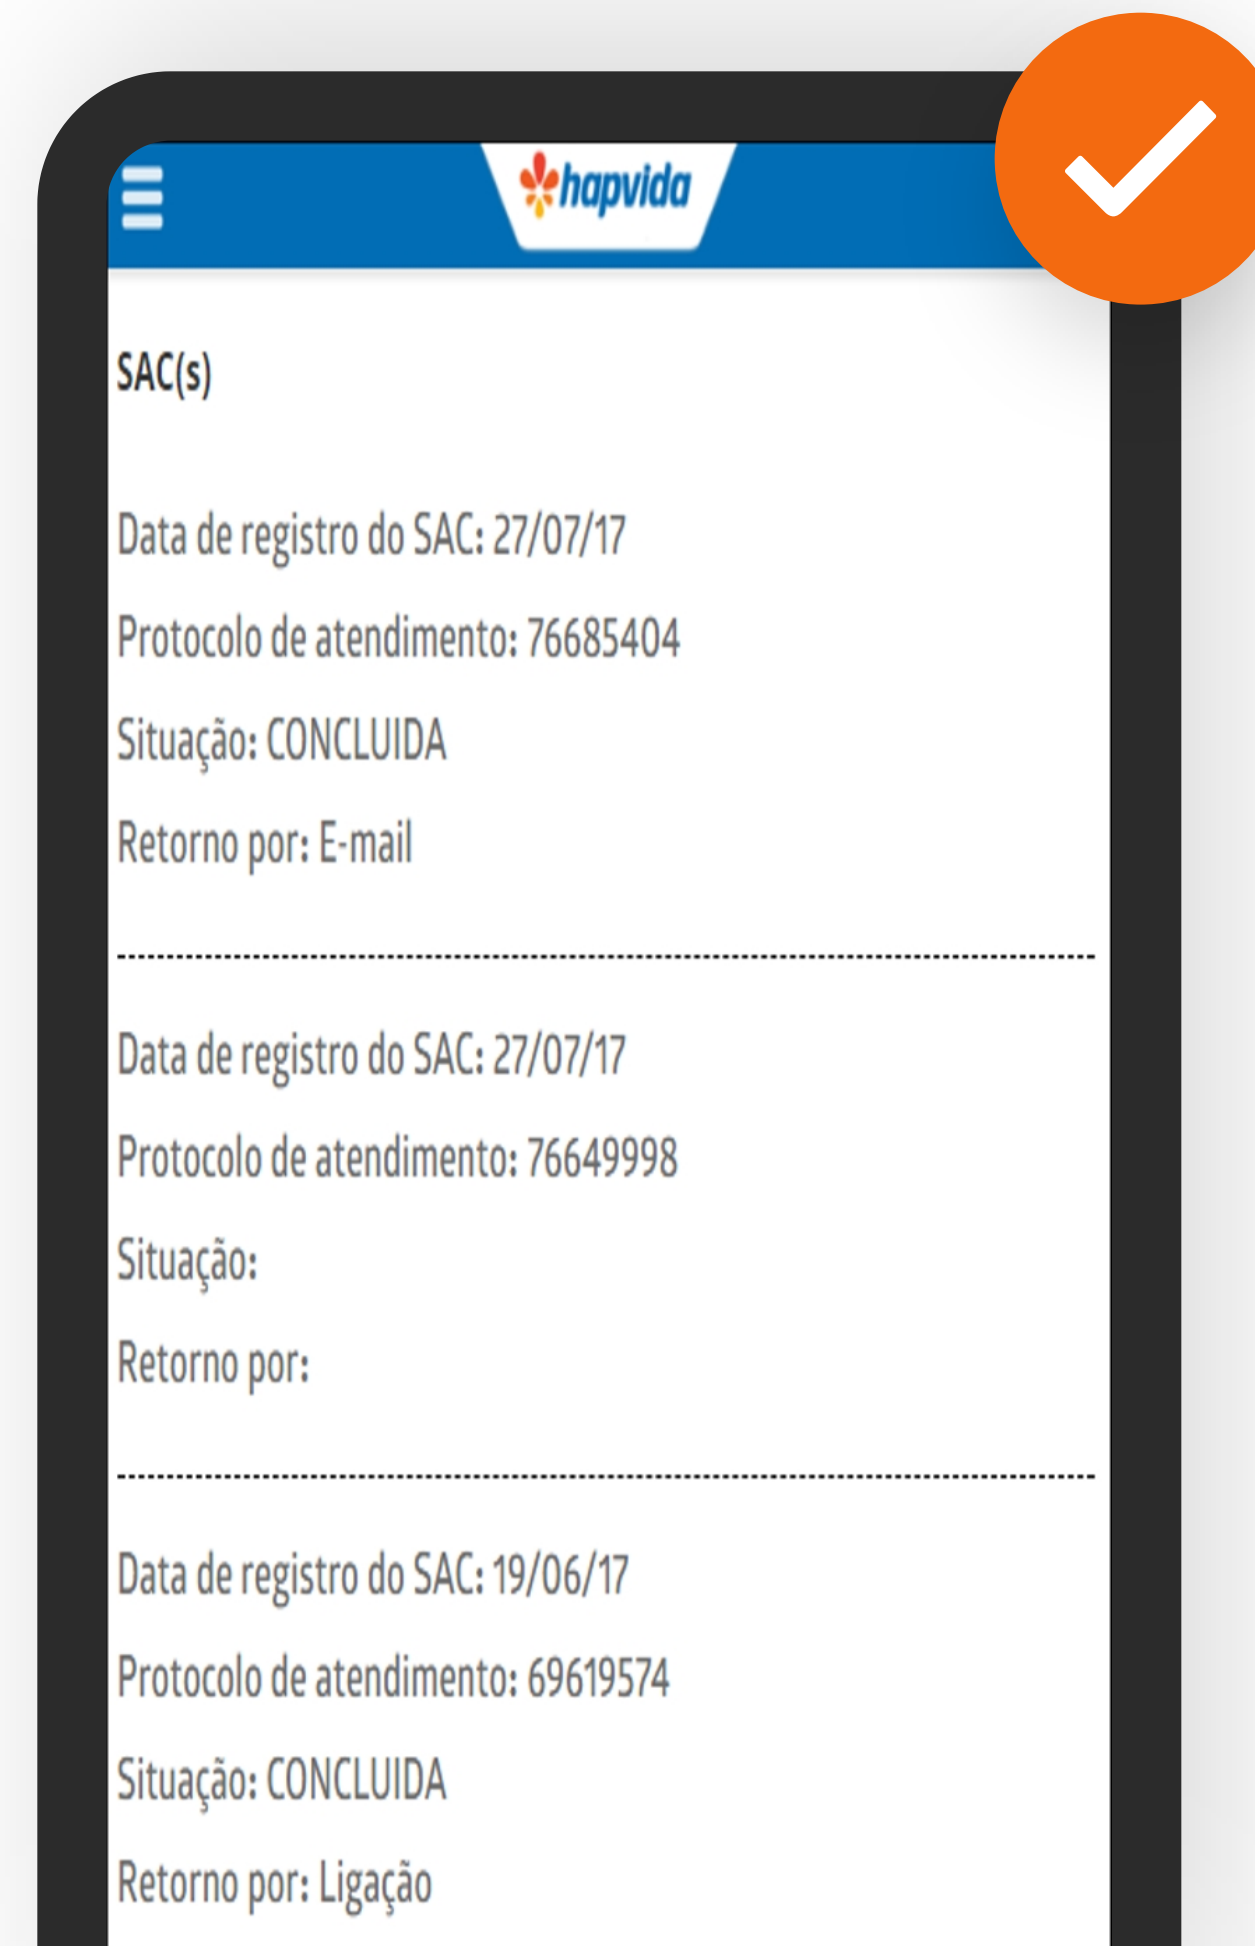 hapvida
SAC(s)
Data de registro do SAC: 27/07/17
Protocolo de atendimento: 76685404
Situação: CONCLUIDA
Retorno por: E-mail
Data de registro do SAC: 27/07/17
Protocolo de atendimento: 76649998
Situação:
Retorno por:
Data de registro do SAC: 19/06/17
Protocolo de atendimento: 69619574
Situação: CONCLUIDA
Retorno por: Ligação